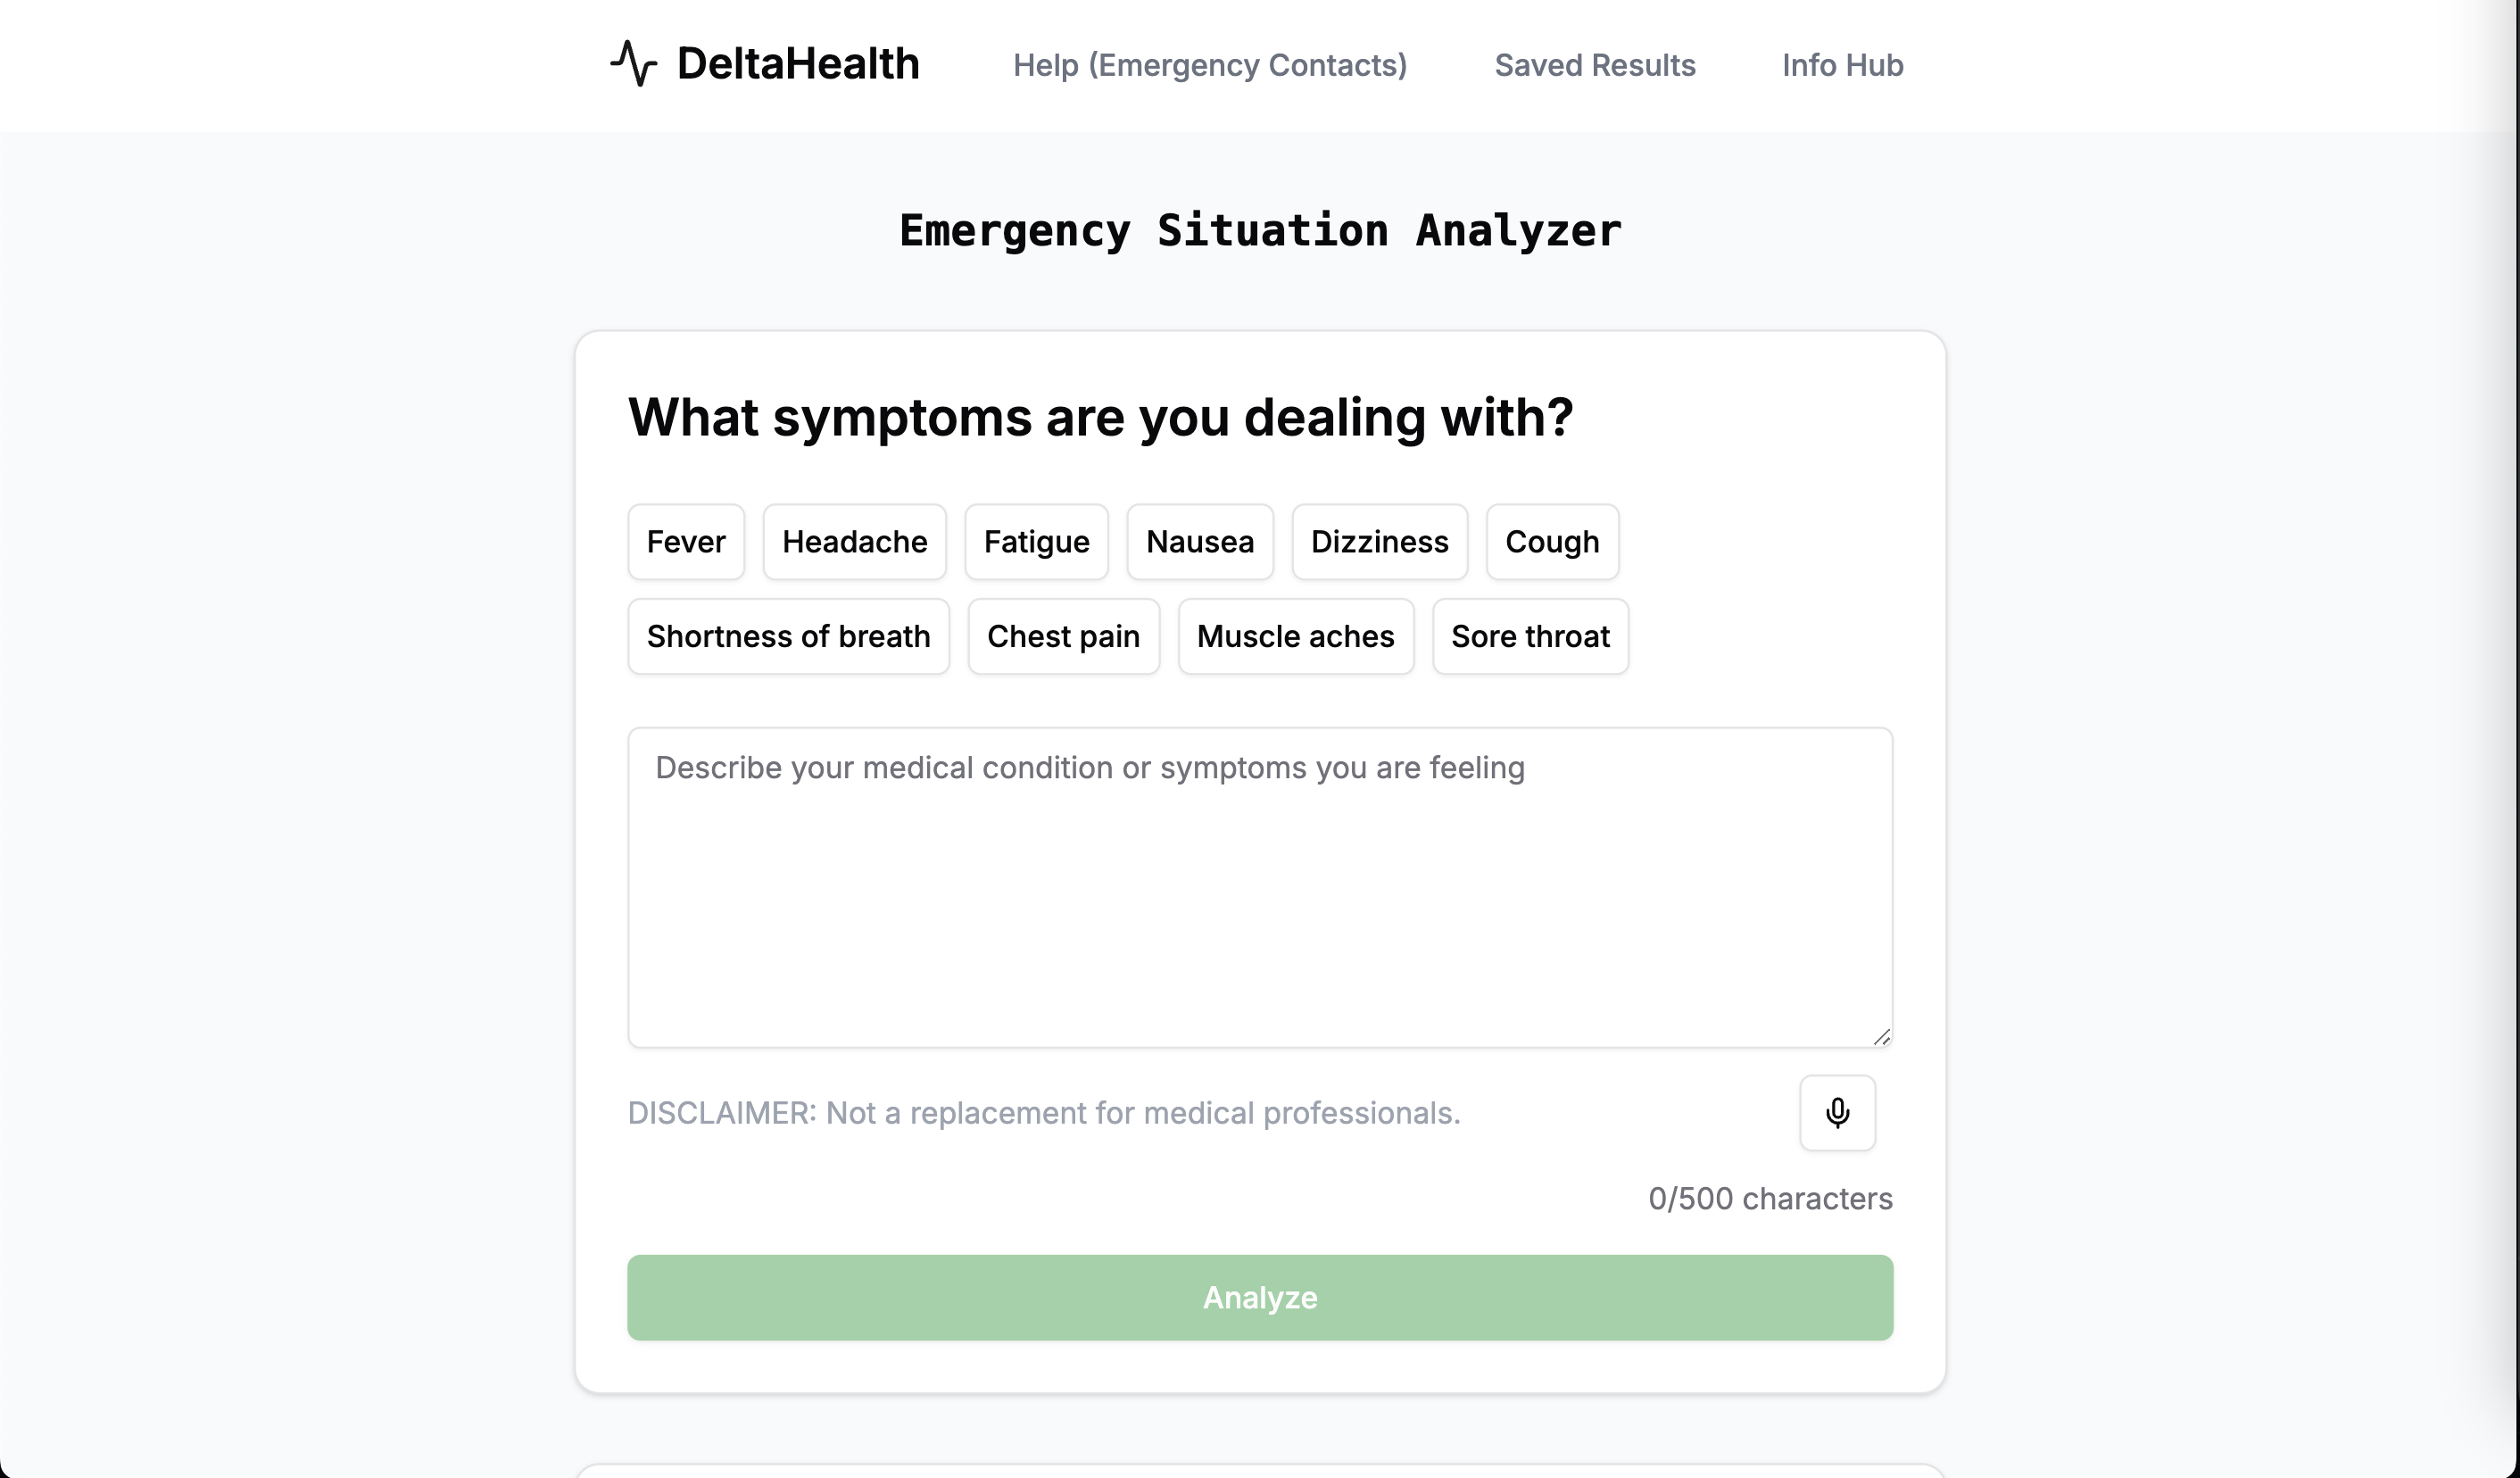 DeltaHealth Help (Emergency Contacts) Saved Results Info Hub
Emergency Situation Analyzer
What symptoms are you dealing with?
Fever Headache Fatigue Nausea Dizziness Cough
Shortness of breath Chest pain Muscle aches Sore throat
Describe your medical condition or symptoms you are feeling
DISCLAIMER: Not a replacement for medical professionals.
0/500 characters
Analyze